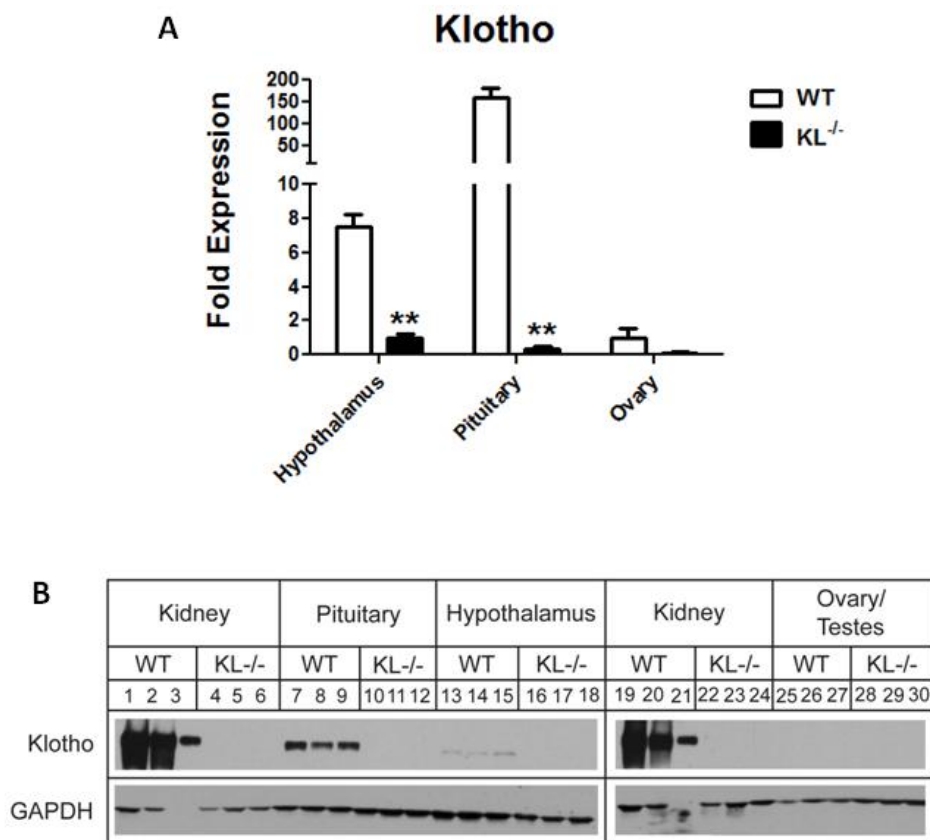 A
Klotho
Fold Expression
200
150
100
50
10
8
6
4
2
0
** **
Hypothalamus Pituitary Ovary
WT
KL-/-
B
Kidney Pituitary Hypothalamus Kidney Ovary/
Testes
WT KL-/- WT KL-/- WT KL-/- WT KL-/- WT KL-/-
1 2 3 4 5 6 7 8 9 10 11 12 13 14 15 16 17 18 19 20 21 22 23 24 25 26 27 28 29 30
Klotho
GAPDH